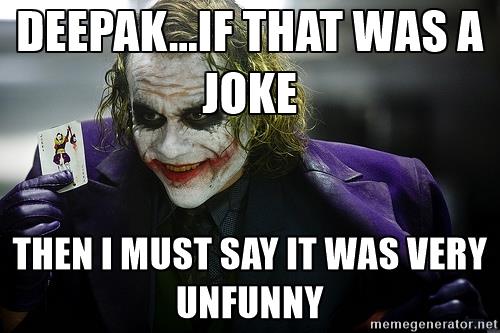 DEEPAK...IF THAT WAS A
JOKE
THEN I MUST SAY IT WAS VERY
UNFUNNY
memegenerator.net